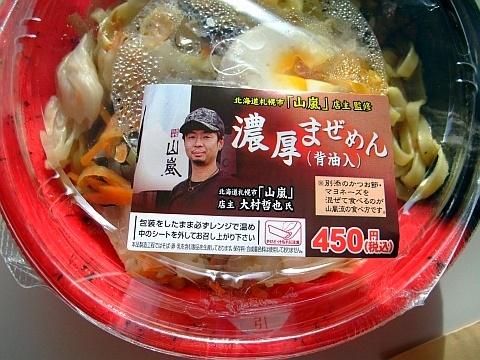 北海道札幌市「山嵐」店主 監修
濃厚まぜめん
(背油入)
山嵐
北海道札幌市「山嵐」
店主 大村哲也 氏
※別添のかつお節・
マヨネーズを
混ぜて食べるのが
山嵐流の食べ方です。
包装をしたまま必ずレンジで温め
中のシートを外してお召し上がり下さい
450円(税込)
引